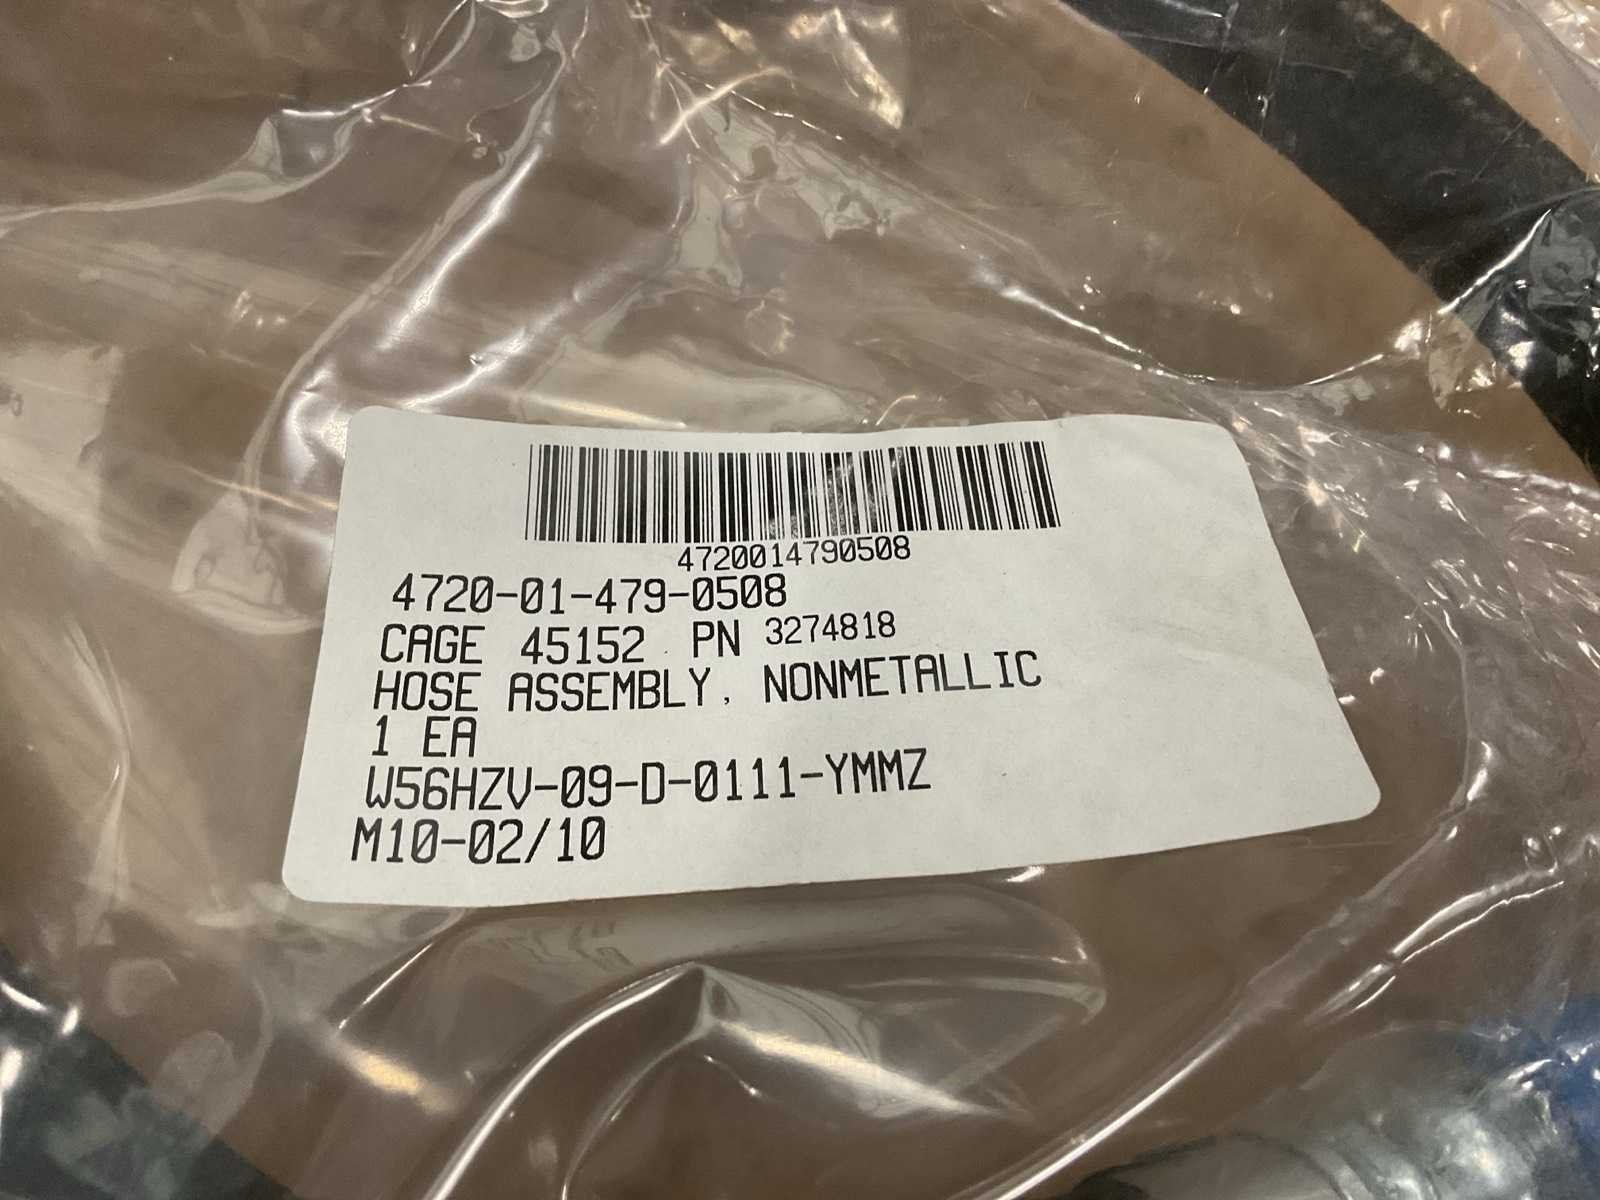 4720014790508
4720-01-479-0508
CAGE 45152 PN 3274818
HOSE ASSEMBLY, NONMETALLIC
1 EA
W56HZV-09-D-0111-YMMZ
M10-02/10